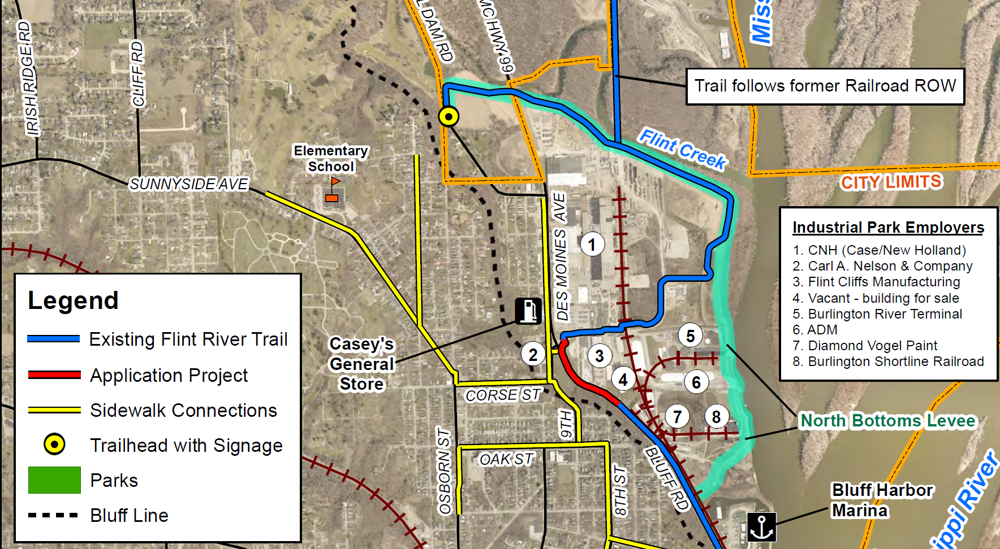 IRISH RIDGE RD
CLIFF RD
L DAM RD
MC HWY 99
Miss
Trail follows former Railroad ROW
Flint Creek
Elementary
School
SUNNYSIDE AVE
CITY LIMITS
DES MOINES AVE
Industrial Park Employers
1. CNH (Case/New Holland)
2. Carl A. Nelson & Company
3. Flint Cliffs Manufacturing
4. Vacant - building for sale
5. Burlington River Terminal
6. ADM
7. Diamond Vogel Paint
8. Burlington Shortline Railroad
1
2
3
4
5
6
7
8
Casey's
General
Store
CORSE ST
9TH
OAK ST
OSBORN ST
8TH ST
BLUFF RD
North Bottoms Levee
Bluff Harbor
Marina
ippi River
Legend
Existing Flint River Trail
Application Project
Sidewalk Connections
Trailhead with Signage
Parks
Bluff Line